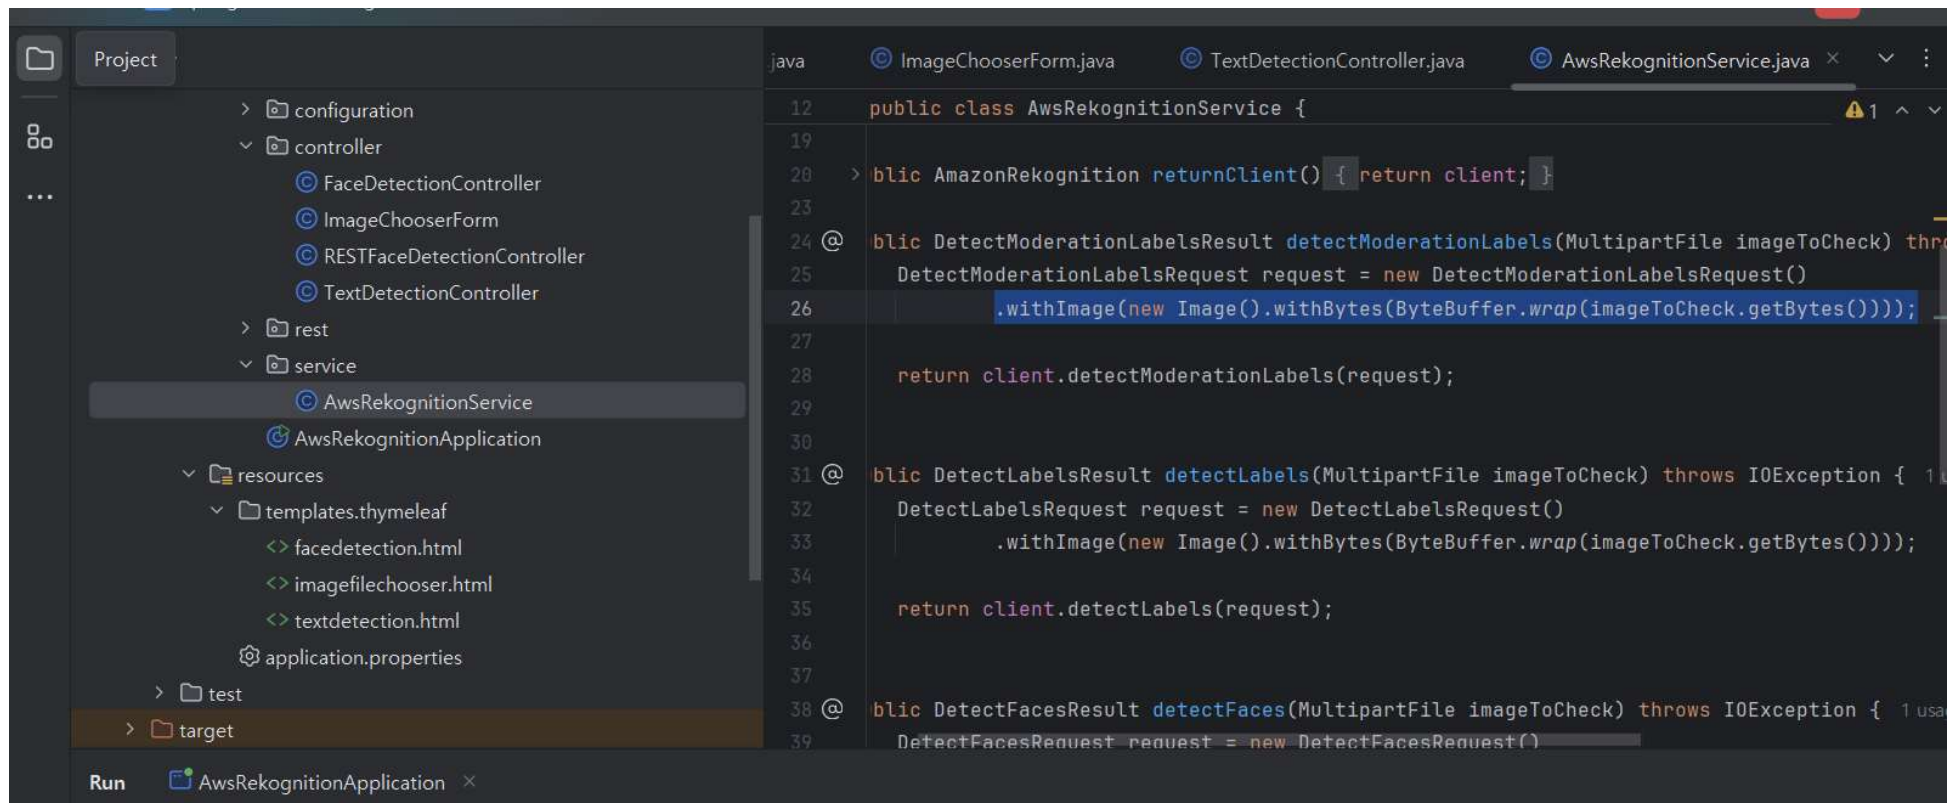 Project
configuration
controller
FaceDetectionController
ImageChooserForm
RESTFaceDetectionController
TextDetectionController
rest
service
AwsRekognitionService
AwsRekognitionApplication
resources
templates.thymeleaf
facedetection.html
imagefilechooser.html
textdetection.html
application.properties
test
target
.java ImageChooserForm.java TextDetectionController.java AwsRekognitionService.java
12 public class AwsRekognitionService { 1
19
20 blic AmazonRekognition returnClient() { return client; }
23
24 @ blic DetectModerationLabelsResult detectModerationLabels(MultipartFile imageToCheck) thro
25 DetectModerationLabelsRequest request = new DetectModerationLabelsRequest()
26 .withImage(new Image().withBytes(ByteBuffer.wrap(imageToCheck.getBytes())));
27
28 return client.detectModerationLabels(request);
29
30
31 @ blic DetectLabelsResult detectLabels(MultipartFile imageToCheck) throws IOException { 1 u
32 DetectLabelsRequest request = new DetectLabelsRequest()
33 .withImage(new Image().withBytes(ByteBuffer.wrap(imageToCheck.getBytes())));
34
35 return client.detectLabels(request);
36
37
38 @ blic DetectFacesResult detectFaces(MultipartFile imageToCheck) throws IOException { 1 usa
39 DetectFacesRequest request = new DetectFacesRequest()
Run AwsRekognitionApplication